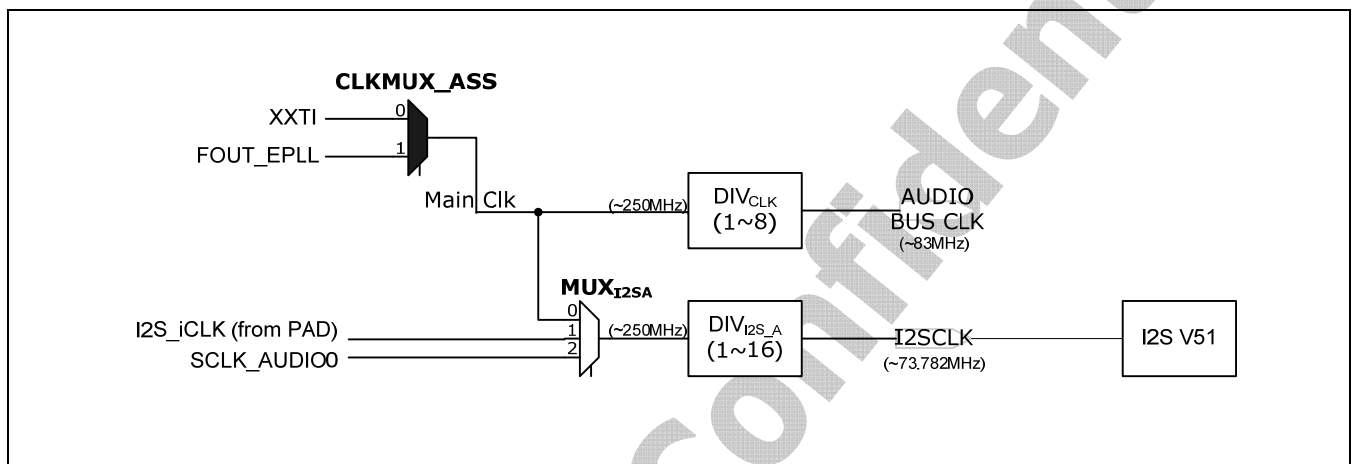 CLKMUX_ASS
XXTI
0
FOUT_EPLL
1
Main Clk
(~250MHz)
DIVCLK
(1~8)
AUDIO
BUS CLK
(~83MHz)
MUXI2SA
0
I2S_iCLK (from PAD)
1
SCLK_AUDIO0
2
(~250MHz)
DIVI2S_A
(1~16)
I2SCLK
(~73.782MHz)
I2S V51
Confident